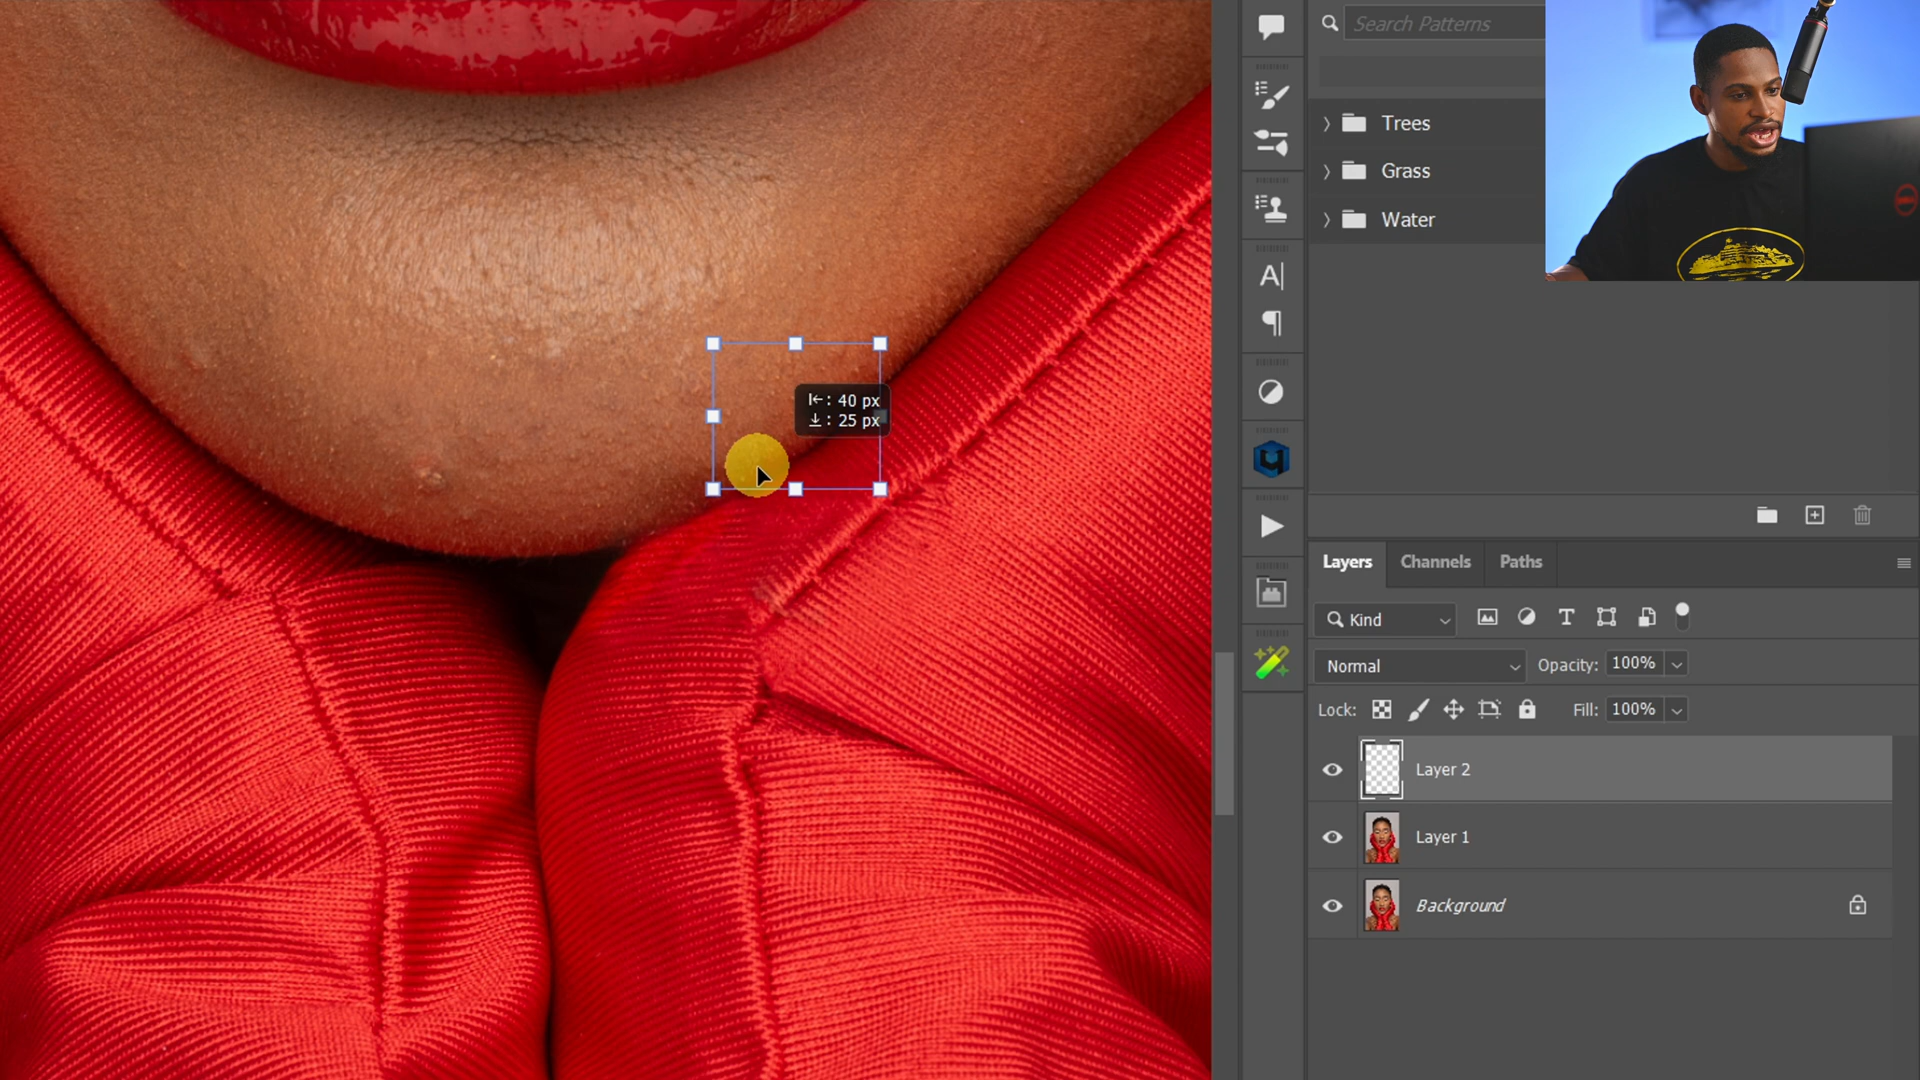 Search Patterns
Trees
Grass
Water
A|
: 40 px
: 25 px
Layers Channels Paths
Kind
T
Normal Opacity: 100%
Lock: Fill: 100%
Layer 2
Layer 1
Background